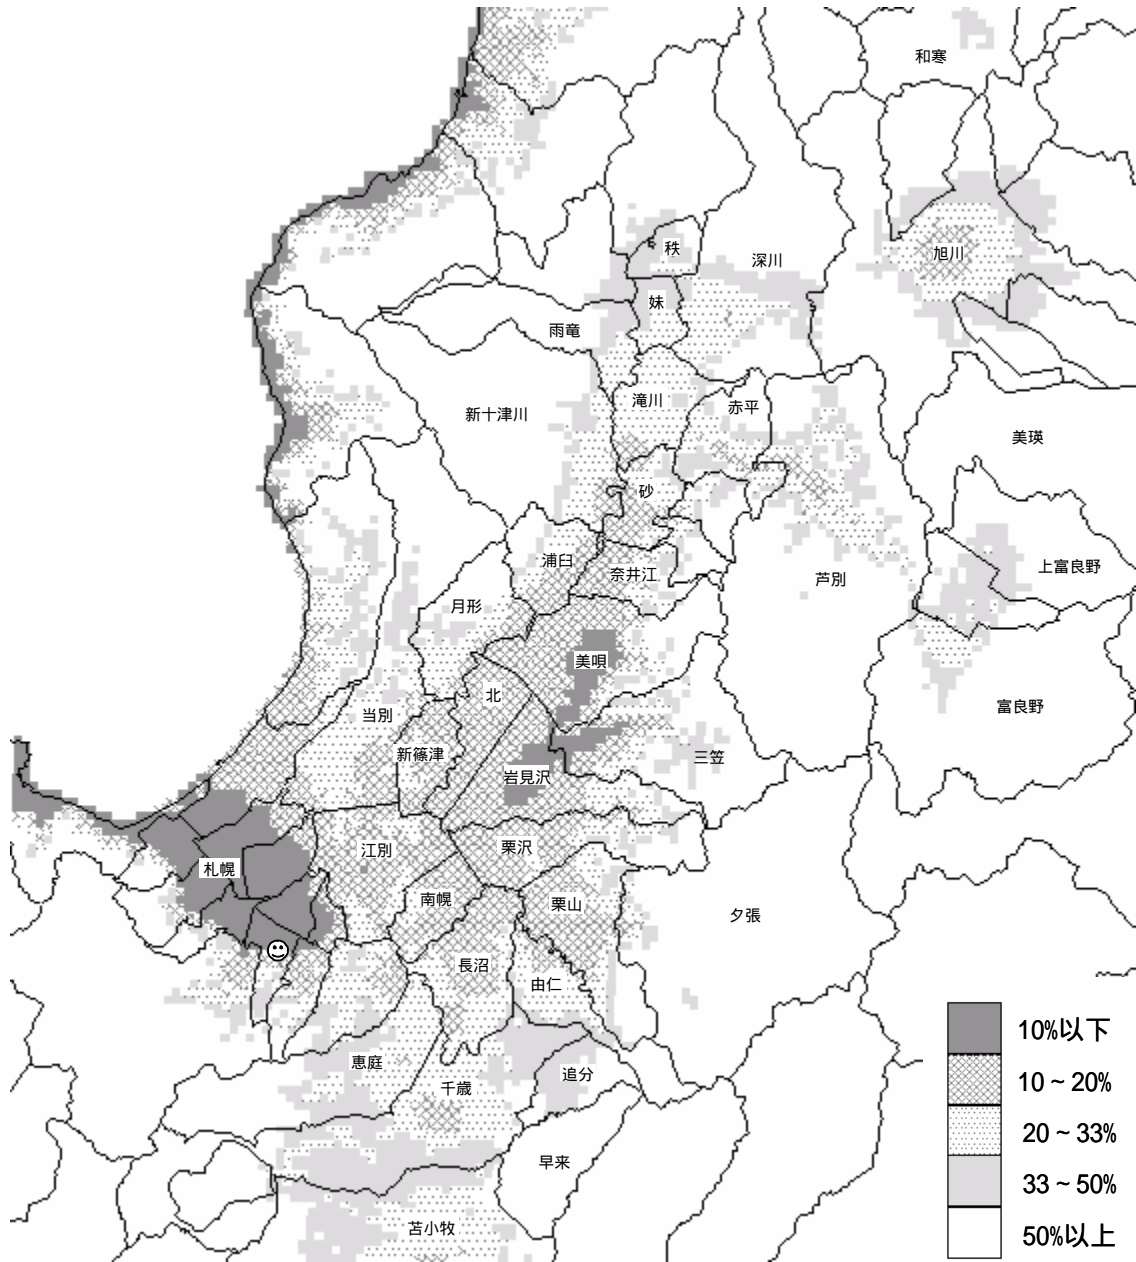 和寒
旭川
秩
深川
妹
雨竜
滝川
赤平
新十津川
美瑛
砂
浦臼
奈井江
上富良野
芦別
月形
美唄
北
富良野
当別
新篠津
三笠
岩見沢
江別
栗沢
札幌
南幌
栗山
夕張
長沼
由仁
恵庭
追分
千歳
早来
苫小牧
10%以下
10～20%
20～33%
33～50%
50%以上